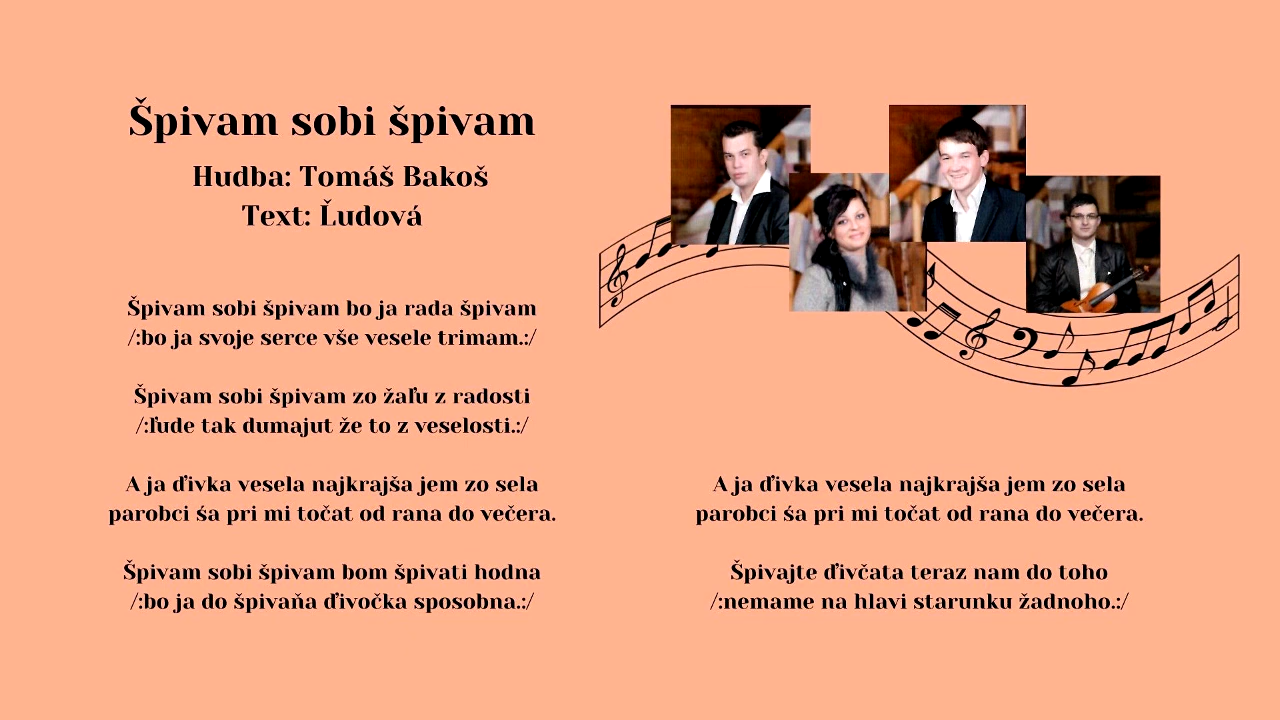 Špivam sobi špivam
Hudba: Tomáš Bakoš
Text: Ľudová
Špivam sobi špivam bo ja rada špivam
/:bo ja svoje serce vše vesele trimam.:/
Špivam sobi špivam zo žaľu z radosti
/:ľude tak dumajut že to z veselosti.:/
A ja ďivka vesela najkrajša jem zo sela
parobci śa pri mi točat od rana do večera.
Špivam sobi špivam bom špivati hodna
/:bo ja do špivaňa ďivočka sposobna.:/
A ja ďivka vesela najkrajša jem zo sela
parobci śa pri mi točat od rana do večera.
Špivajte ďivčata teraz nam do toho
/:nemame na hlavi starunku žadnoho.:/